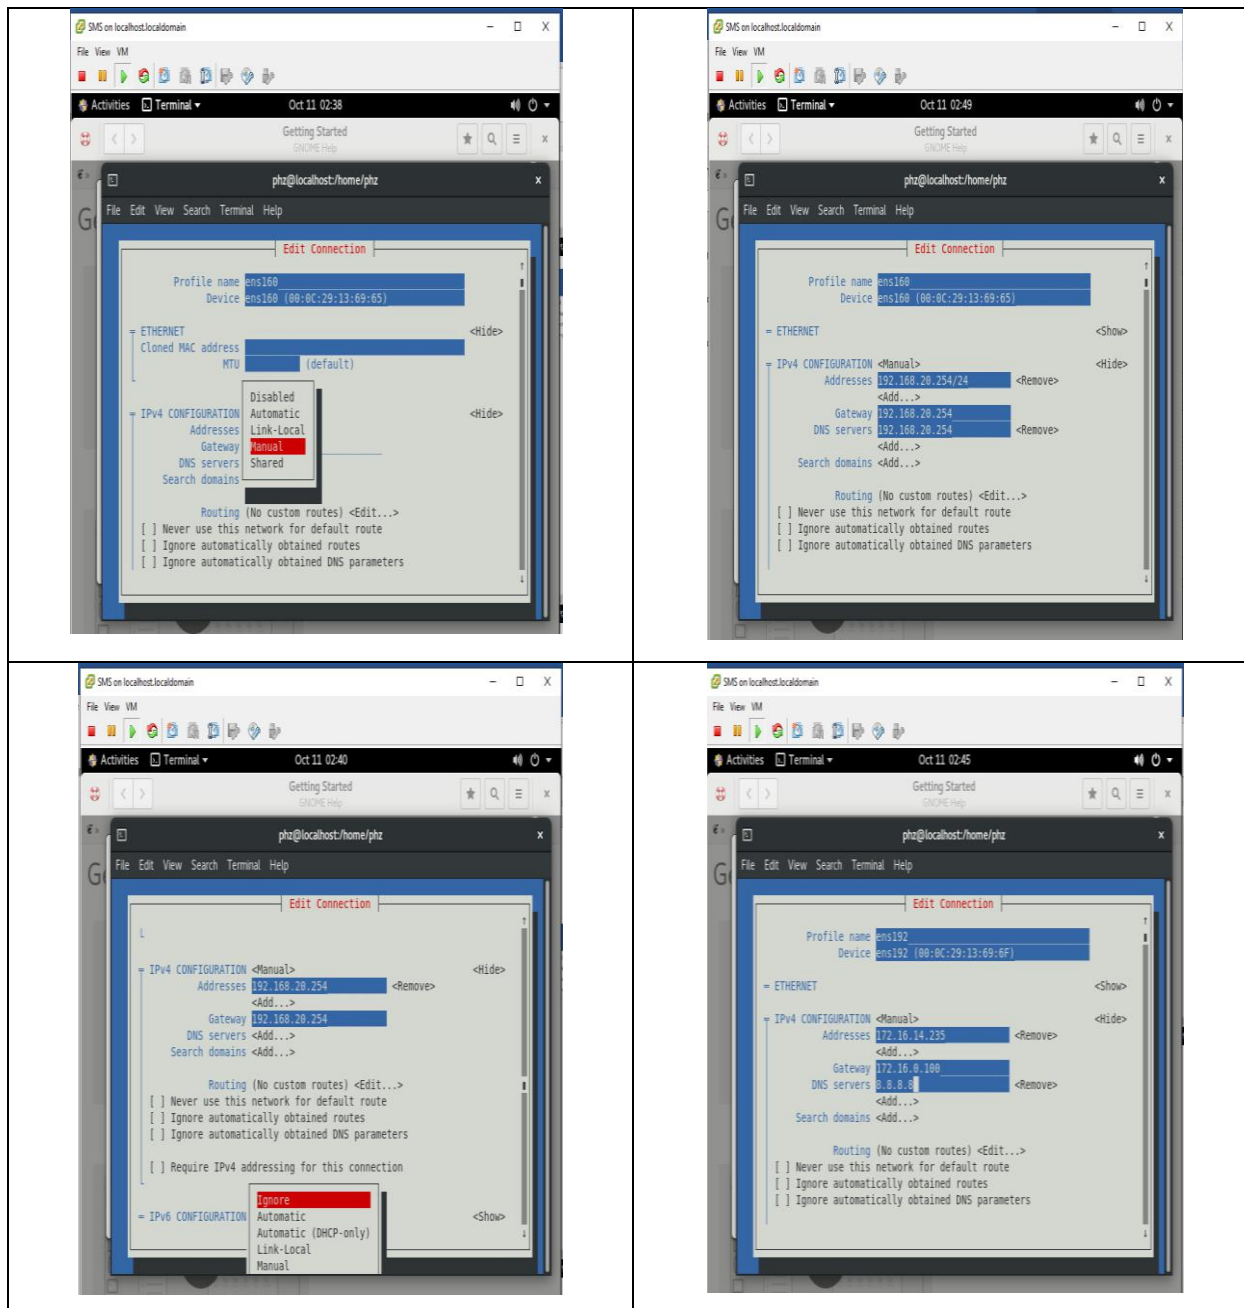 SMS on localhost.localdomain
File View VM
Activities Terminal Oct 11 02:38
Getting Started
GNOME Help
phz@localhost:/home/phz
File Edit View Search Terminal Help
Edit Connection
Profile name ens160
Device ens160 (00:0C:29:13:69:65)
ETHERNET <Hide>
Cloned MAC address
MTU (default)
Disabled
IPv4 CONFIGURATION Automatic <Hide>
Addresses Link-Local
Gateway Manual
DNS servers Shared
Search domains
Routing (No custom routes) <Edit...>
[ ] Never use this network for default route
[ ] Ignore automatically obtained routes
[ ] Ignore automatically obtained DNS parameters
SMS on localhost.localdomain
File View VM
Activities Terminal Oct 11 02:49
Getting Started
GNOME Help
phz@localhost:/home/phz
File Edit View Search Terminal Help
Edit Connection
Profile name ens160
Device ens160 (00:0C:29:13:69:65)
ETHERNET <Show>
IPv4 CONFIGURATION <Manual> <Hide>
Addresses 192.168.20.254/24 <Remove>
<Add...>
Gateway 192.168.20.254
DNS servers 192.168.20.254 <Remove>
<Add...>
Search domains <Add...>
Routing (No custom routes) <Edit...>
[ ] Never use this network for default route
[ ] Ignore automatically obtained routes
[ ] Ignore automatically obtained DNS parameters
SMS on localhost.localdomain
File View VM
Activities Terminal Oct 11 02:40
Getting Started
GNOME Help
phz@localhost:/home/phz
File Edit View Search Terminal Help
Edit Connection
IPv4 CONFIGURATION <Manual> <Hide>
Addresses 192.168.20.254 <Remove>
<Add...>
Gateway 192.168.20.254
DNS servers <Add...>
Search domains <Add...>
Routing (No custom routes) <Edit...>
[ ] Never use this network for default route
[ ] Ignore automatically obtained routes
[ ] Ignore automatically obtained DNS parameters
[ ] Require IPv4 addressing for this connection
Ignore
IPv6 CONFIGURATION Automatic <Show>
Automatic (DHCP-only)
Link-Local
Manual
SMS on localhost.localdomain
File View VM
Activities Terminal Oct 11 02:45
Getting Started
GNOME Help
phz@localhost:/home/phz
File Edit View Search Terminal Help
Edit Connection
Profile name ens192
Device ens192 (00:0C:29:13:69:6F)
ETHERNET <Show>
IPv4 CONFIGURATION <Manual> <Hide>
Addresses 172.16.14.235 <Remove>
<Add...>
Gateway 172.16.0.100
DNS servers 8.8.8.8 <Remove>
<Add...>
Search domains <Add...>
Routing (No custom routes) <Edit...>
[ ] Never use this network for default route
[ ] Ignore automatically obtained routes
[ ] Ignore automatically obtained DNS parameters